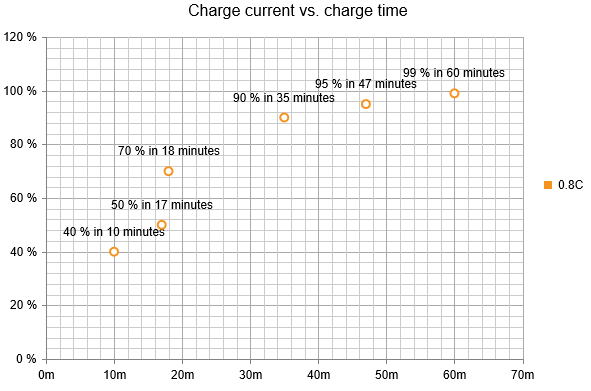 Charge current vs. charge time
120 %
99 % in 60 minutes
95 % in 47 minutes
100 %
90 % in 35 minutes
80 %
70 % in 18 minutes
0.8C
60 %
50 % in 17 minutes
40 % in 10 minutes
40 %
20 %
0 %
0m 10m 20m 30m 40m 50m 60m 70m